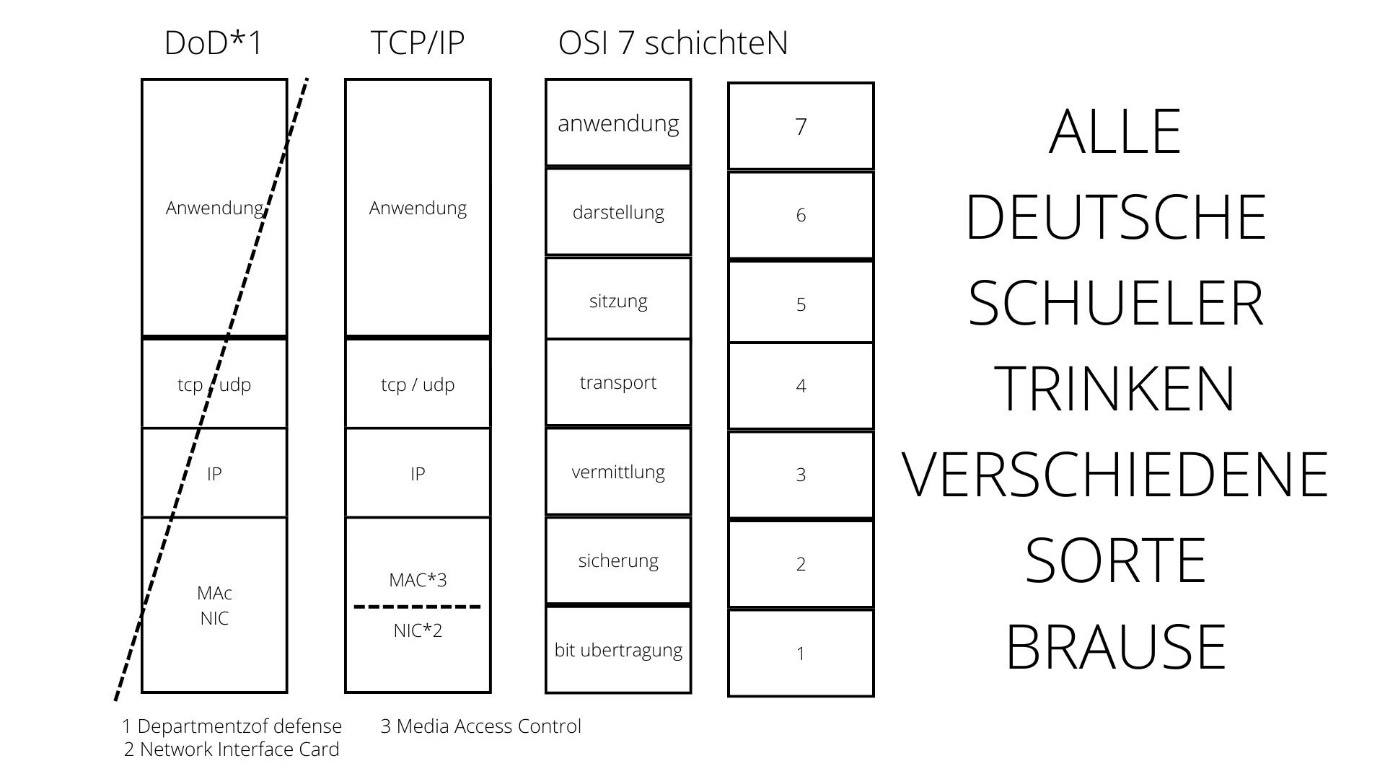 DoD*1
TCP/IP
OSI 7 schichteN
Anwendung
tcp / udp
IP
MAc
NIC
Anwendung
tcp / udp
IP
MAC*3
NIC*2
anwendung
darstellung
sitzung
transport
vermittlung
sicherung
bit ubertragung
7
6
5
4
3
2
1
ALLE
DEUTSCHE
SCHUELER
TRINKEN
VERSCHIEDENE
SORTE
BRAUSE
1 Departmentzof defense
2 Network Interface Card
3 Media Access Control